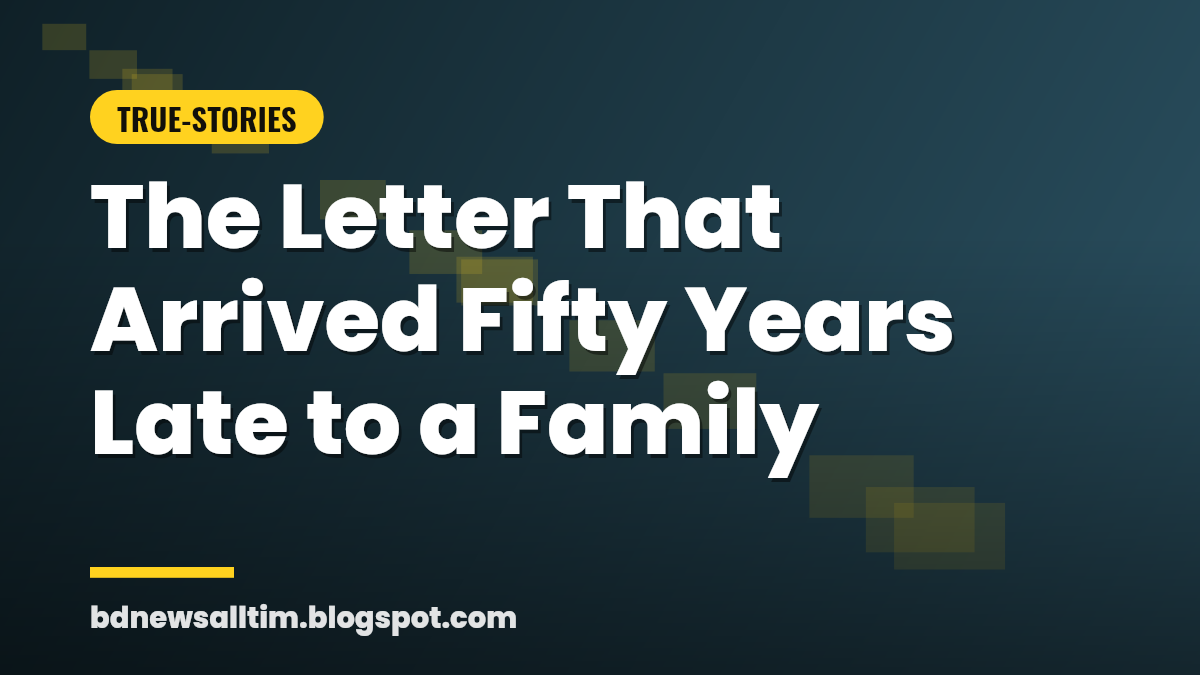 TRUE-STORIES
The Letter That
Arrived Fifty Years
Late to a Family
bdnewsalltim.blogspot.com